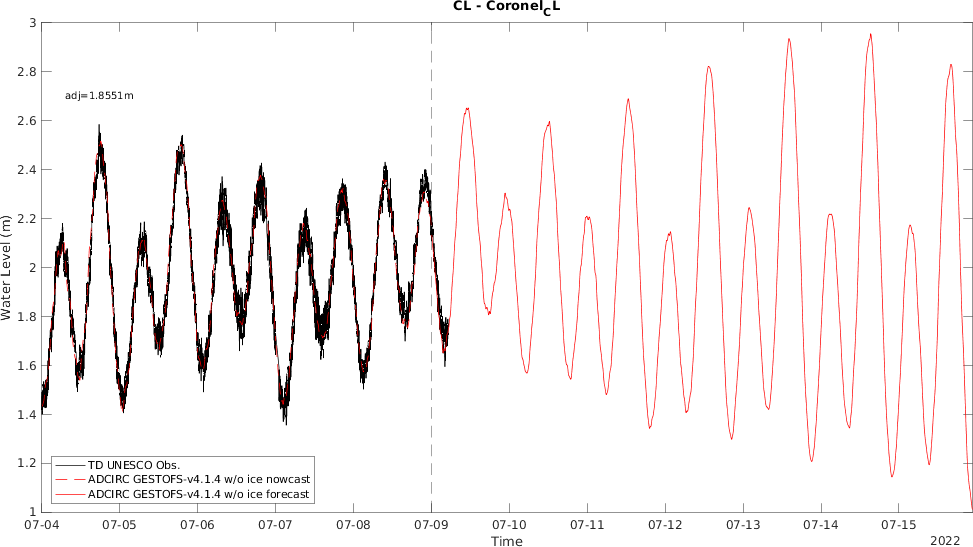 CL - Coronel_CL
3
2.8
adj=1.8551m
2.6
2.4
2.2
Water Level (m)
2
1.8
1.6
1.4
1.2
1
TD UNESCO Obs.
ADCIRC GESTOFS-v4.1.4 w/o ice nowcast
ADCIRC GESTOFS-v4.1.4 w/o ice forecast
07-04 07-05 07-06 07-07 07-08 07-09 07-10 07-11 07-12 07-13 07-14 07-15
Time
2022